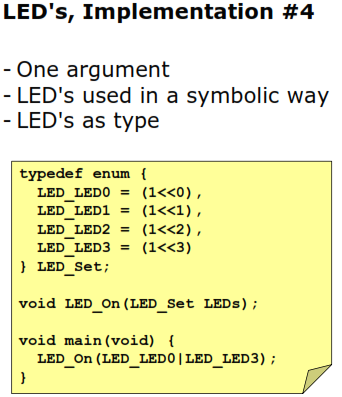 LED's, Implementation #4
- One argument
- LED's used in a symbolic way
- LED's as type
typedef enum {
  LED_LED0 = (1<<0),
  LED_LED1 = (1<<1),
  LED_LED2 = (1<<2),
  LED_LED3 = (1<<3)
} LED_Set;

void LED_On(LED_Set LEDs);

void main(void) {
  LED_On(LED_LED0|LED_LED3);
}